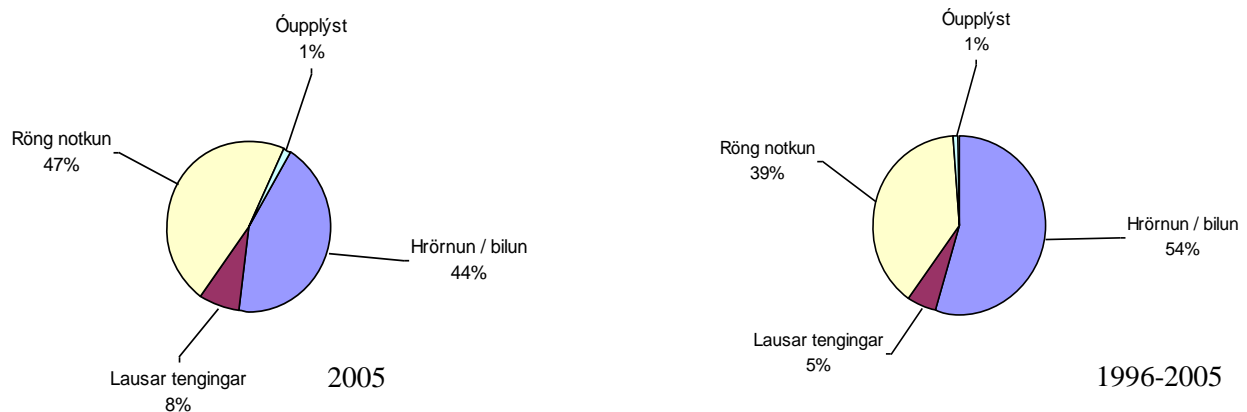 Óupplýst
1%
Röng notkun
47%
Hrörnun / bilun
44%
Lausar tengingar
8%
2005
Óupplýst
1%
Röng notkun
39%
Hrörnun / bilun
54%
Lausar tengingar
5%
1996-2005